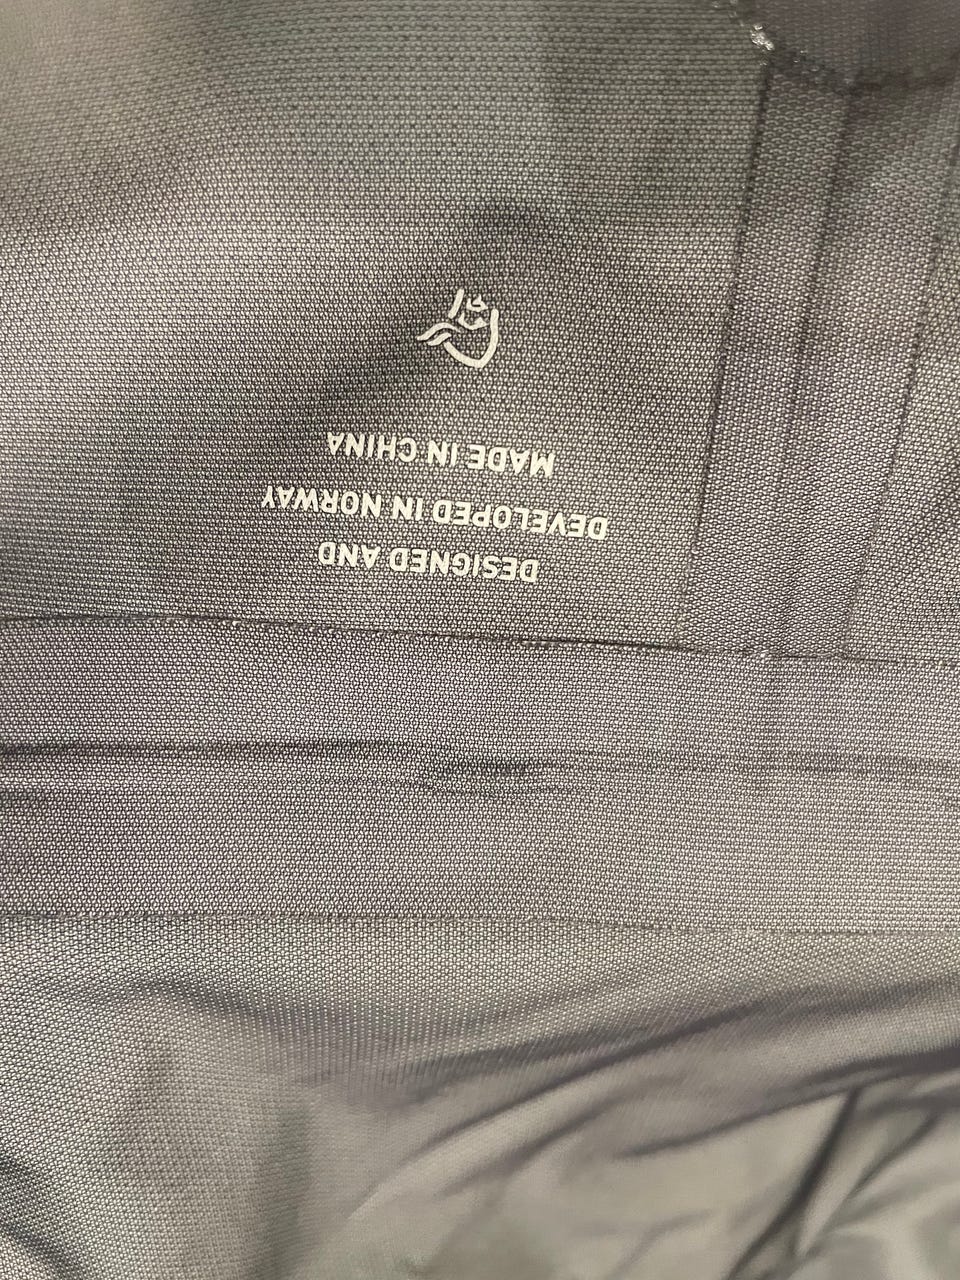 DESIGNED AND
DEVELOPED IN NORWAY
MADE IN CHINA